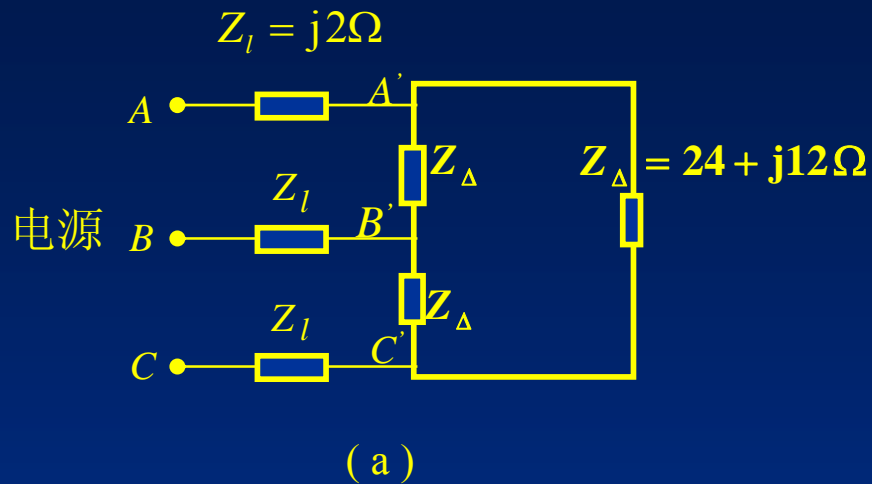 Z_l = j2Ω
A A'
Z_Δ Z_Δ = 24 + j12Ω
Z_l
电源 B B'
Z_Δ
Z_l
C C'
( a )